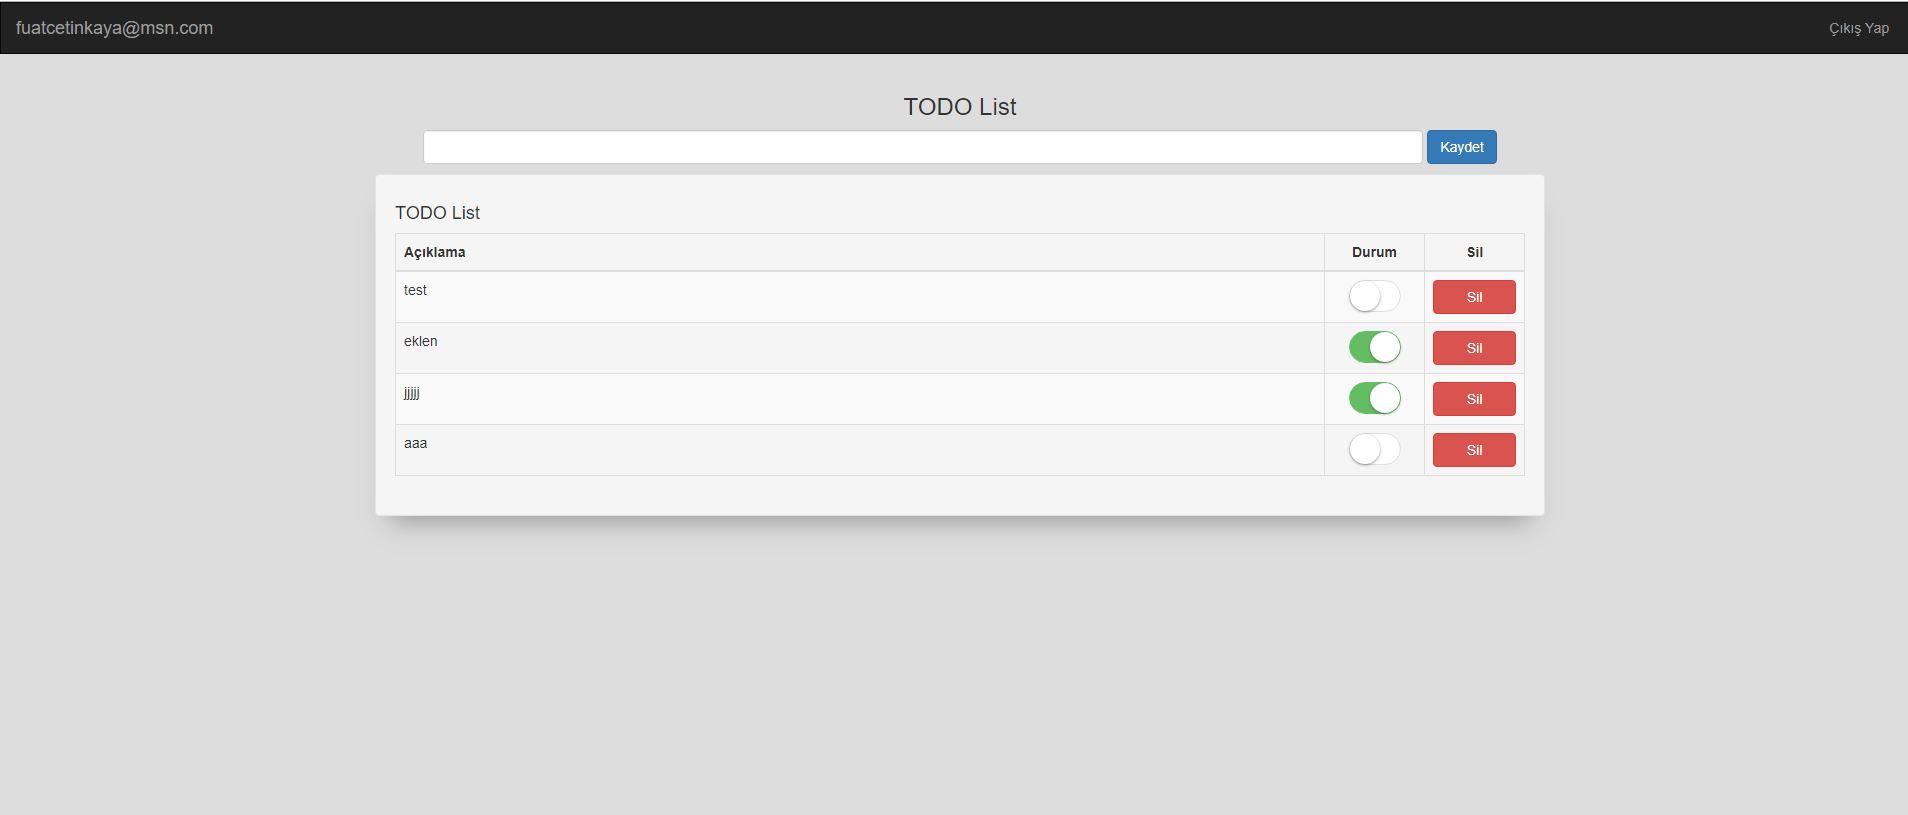 fuatcetinkaya@msn.com Çıkış Yap
TODO List
Kaydet
TODO List
Açıklama Durum Sil
test Sil
eklen Sil
jjjjj Sil
aaa Sil